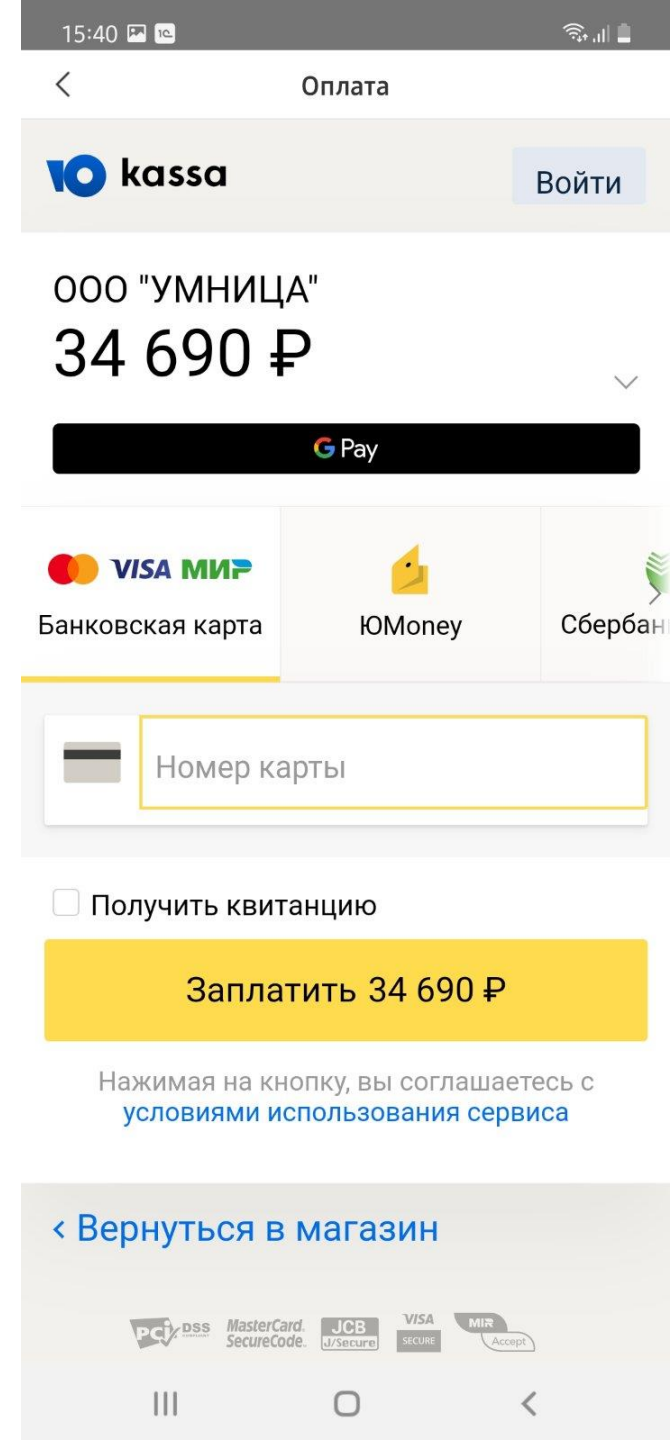 15:40
Оплата
kassa
Войти
ООО "УМНИЦА"
34 690 ₽
G Pay
VISA МИР
Банковская карта
ЮMoney
Сбербан
Номер карты
Получить квитанцию
Заплатить 34 690 ₽
Нажимая на кнопку, вы соглашаетесь с
условиями использования сервиса
Вернуться в магазин
PCI DSS
MasterCard. SecureCode.
JCB J/Secure
VISA SECURE
MIR Accept